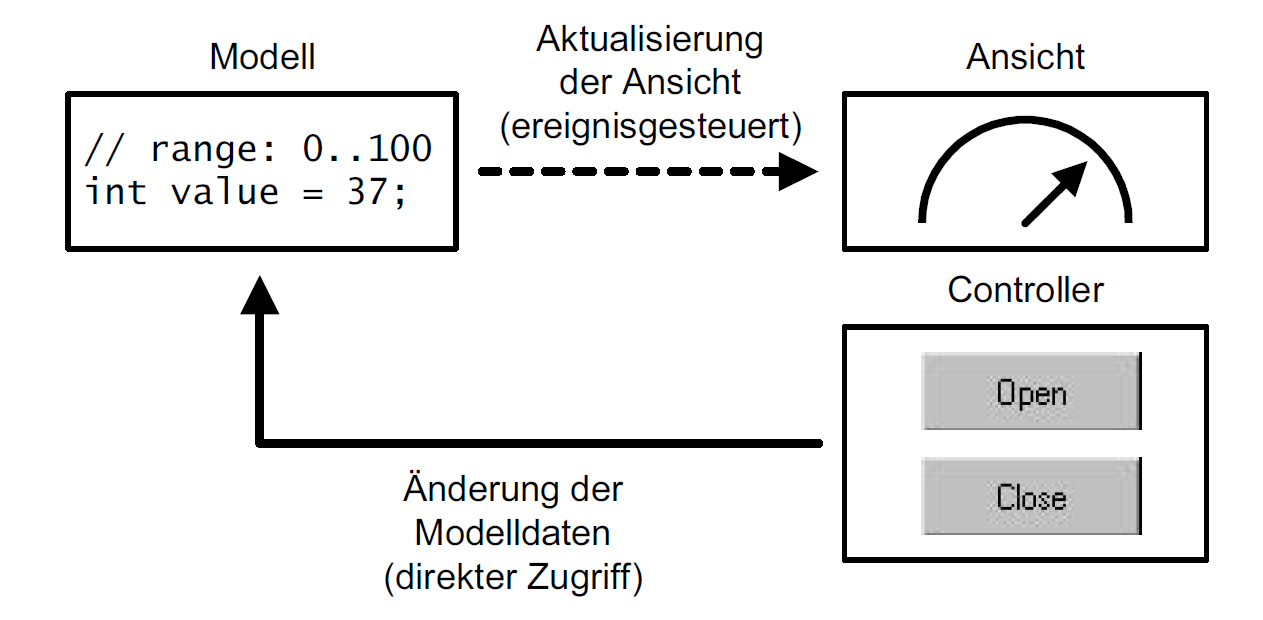 Modell
// range: 0..100
int value = 37;
Aktualisierung
der Ansicht
(ereignisgesteuert)
Ansicht
Controller
Open
Close
Änderung der
Modelldaten
(direkter Zugriff)